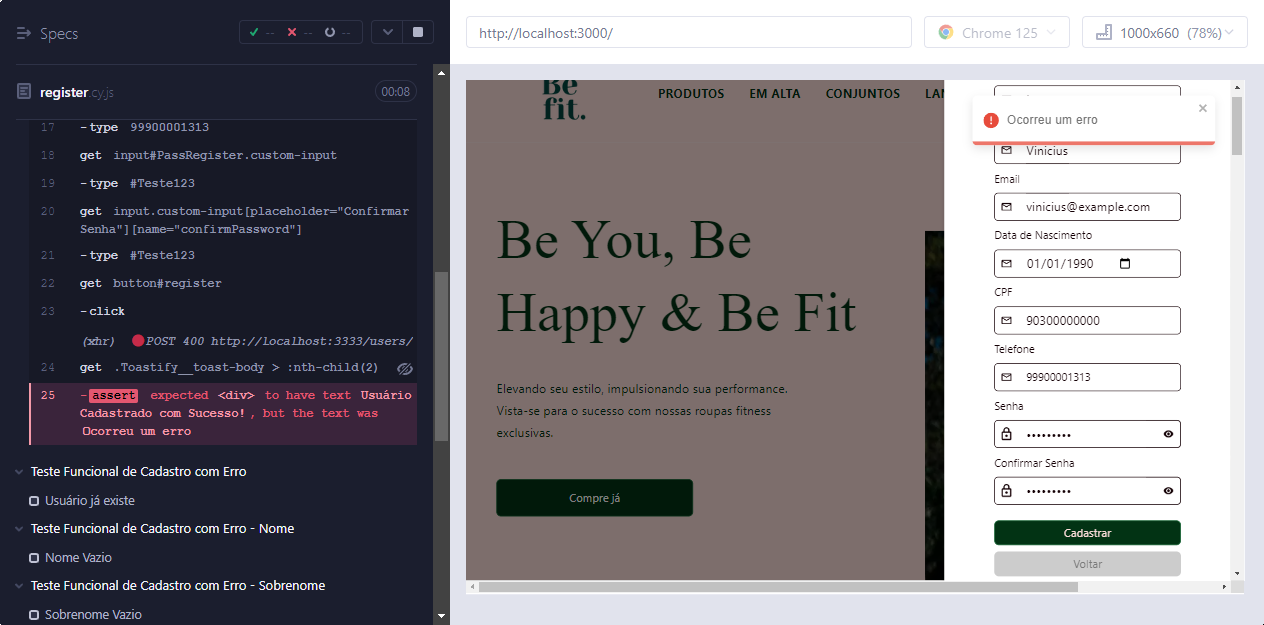 Specs
-- -- --
http://localhost:3000/
Chrome 125
1000x660 (78%)
register.cy.js
00:08
17 -type 99900001313
18 get input#PassRegister.custom-input
19 -type #Teste123
20 get input.custom-input[placeholder="Confirmar
Senha"][name="confirmPassword"]
21 -type #Teste123
22 get button#register
23 -click
(xhr) POST 400 http://localhost:3333/users/
24 get .Toastify__toast-body > :nth-child(2)
25 -assert expected <div> to have text Usuário
Cadastrado com Sucesso!, but the text was
Ocorreu um erro
Teste Funcional de Cadastro com Erro
Usuário já existe
Teste Funcional de Cadastro com Erro - Nome
Nome Vazio
Teste Funcional de Cadastro com Erro - Sobrenome
Sobrenome Vazio
Be
fit.
PRODUTOS
EM ALTA
CONJUNTOS
LAN
Be You, Be
Happy & Be Fit
Elevando seu estilo, impulsionando sua performance.
Vista-se para o sucesso com nossas roupas fitness
exclusivas.
Compre já
Ocorreu um erro
Vinicius
Email
vinicius@example.com
Data de Nascimento
01/01/1990
CPF
90300000000
Telefone
99900001313
Senha
•••••••••
Confirmar Senha
•••••••••
Cadastrar
Voltar